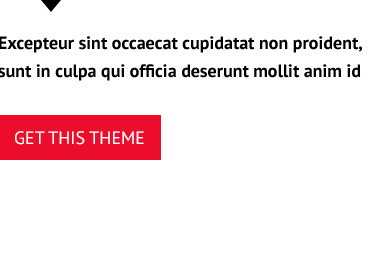 Excepteur sint occaecat cupidatat non proident,
sunt in culpa qui officia deserunt mollit anim id
GET THIS THEME